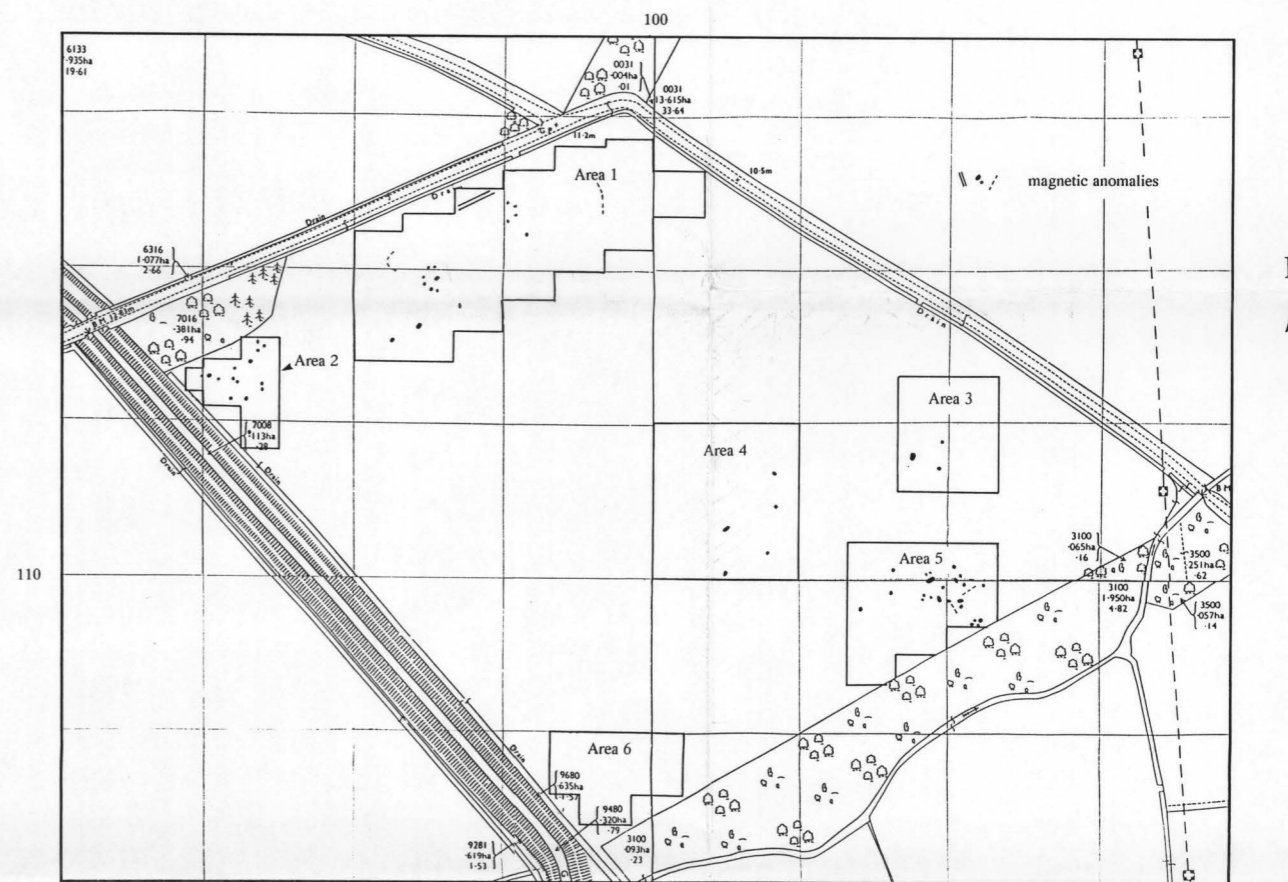 100
6133
·935ha
19·61
0031
·004ha
·01
0031
13·615ha
33·64
G P
11·2m
Area 1
10·5m
magnetic anomalies
Drain
Drain
6316
1·077ha
2·66
7016
·381ha
·94
Area 2
Drain
Area 3
Area 4
7008
·113ha
·28
Drain
Drain
B M
110
Area 5
3100
·065ha
·16
3500
251ha
·62
3100
1·950ha
4·82
3500
·057ha
·14
Drain
Area 6
9680
·635ha
1·57
9480
·320ha
·79
3100
·093ha
·23
9281
·619ha
1·53
G